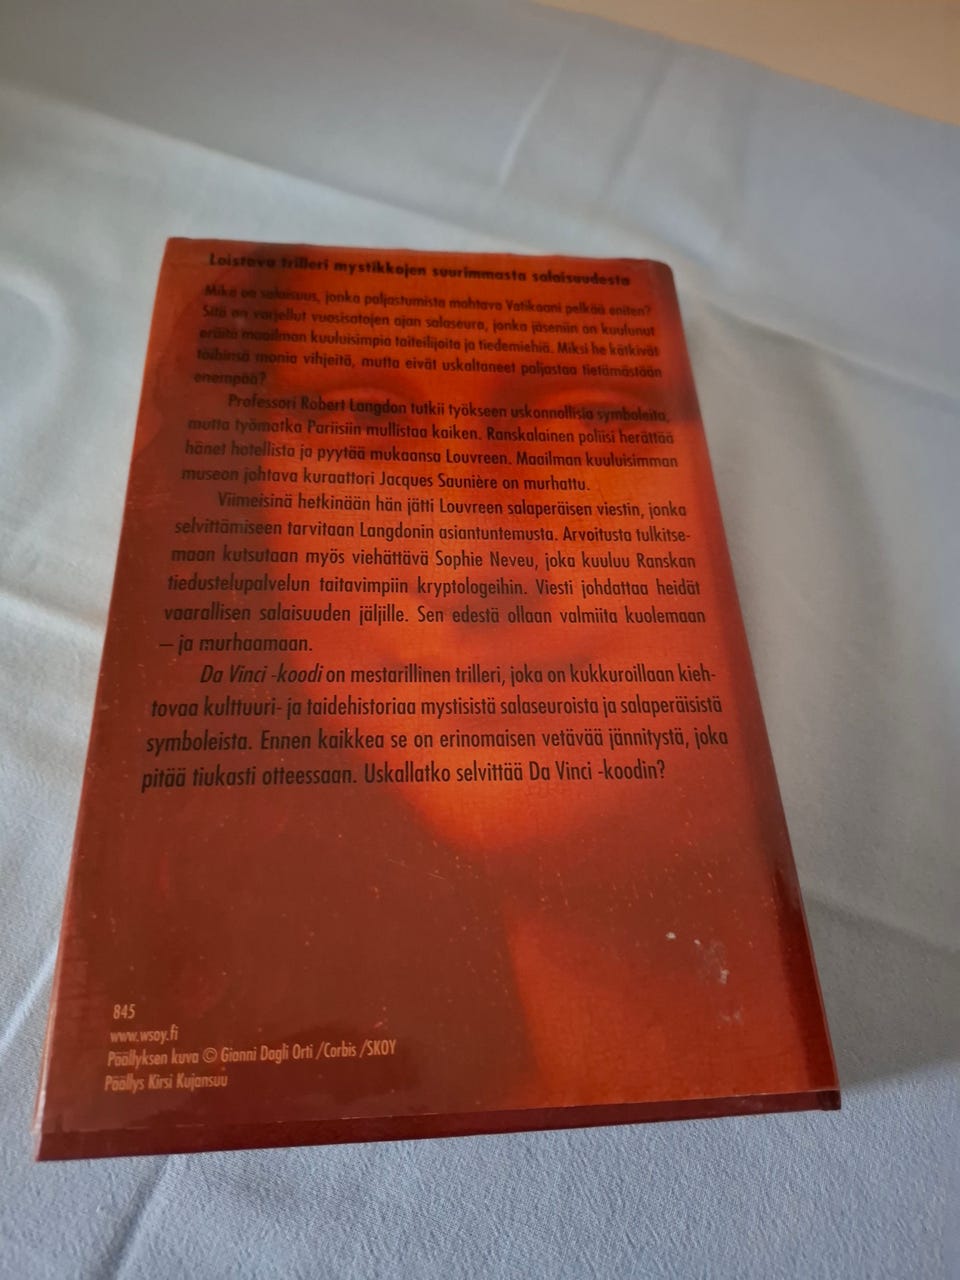 Loistava trilleri mystikkojen suurimmasta salaisuudesta
Mikä on salaisuus, jonka paljastumista mahtava Vatikaani pelkää eniten?
Sitä on varjellut vuosisatojen ajan salaseura, jonka jäseniin on kuulunut
eräitä maailman kuuluisimpia taiteilijoita ja tiedemiehiä. Miksi he kätkivät
töihinsä monia vihjeitä, mutta eivät uskaltaneet paljastaa tietämästään
enempää?
Professori Robert Langdon tutkii työkseen uskonnollisia symboleita,
mutta työmatka Pariisiin mullistaa kaiken. Ranskalainen poliisi herättää
hänet hotellista ja pyytää mukaansa Louvreen. Maailman kuuluisimman
museon johtava kuraattori Jacques Saunière on murhattu.
Viimeisinä hetkinään hän jätti Louvreen salaperäisen viestin, jonka
selvittämiseen tarvitaan Langdonin asiantuntemusta. Arvoitusta tulkitse-
maan kutsutaan myös viehättävä Sophie Neveu, joka kuuluu Ranskan
tiedustelupalvelun taitavimpiin kryptologeihin. Viesti johdattaa heidät
vaarallisen salaisuuden jäljille. Sen edestä ollaan valmiita kuolemaan
– ja murhaamaan.
Da Vinci -koodi on mestarillinen trilleri, joka on kukkuroillaan kieh-
tovaa kulttuuri- ja taidehistoriaa mystisistä salaseuroista ja salaperäisistä
symboleista. Ennen kaikkea se on erinomaisen vetävää jännitystä, joka
pitää tiukasti otteessaan. Uskallatko selvittää Da Vinci -koodin?
845
www.wsoy.fi
Päällyksen kuva © Gianni Dagli Orti /Corbis /SKOY
Päällys Kirsi Kujansuu